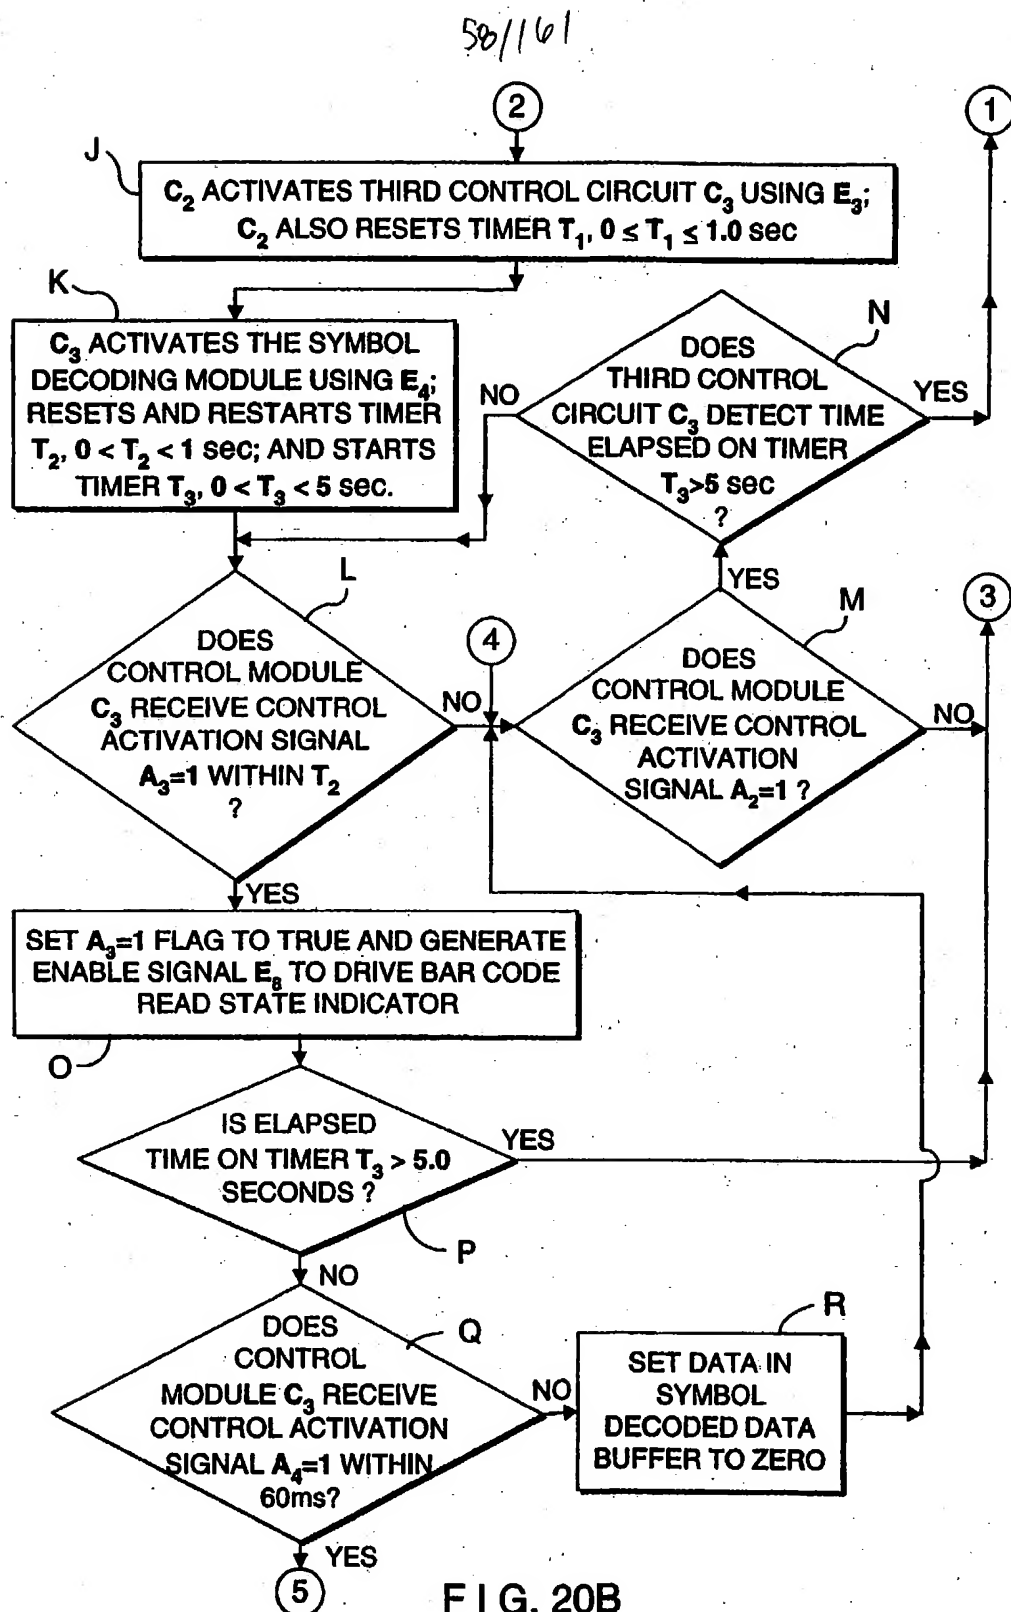 58/161
2
1
J
C2 ACTIVATES THIRD CONTROL CIRCUIT C3 USING E3;
C2 ALSO RESETS TIMER T1, 0 ≤ T1 ≤ 1.0 sec
K
C3 ACTIVATES THE SYMBOL
DECODING MODULE USING E4;
RESETS AND RESTARTS TIMER
T2, 0 < T2 < 1 sec; AND STARTS
TIMER T3, 0 < T3 < 5 sec.
N
DOES
THIRD CONTROL
CIRCUIT C3 DETECT TIME
ELAPSED ON TIMER
T3>5 sec
?
NO
YES
L
DOES
CONTROL MODULE
C3 RECEIVE CONTROL
ACTIVATION SIGNAL
A3=1 WITHIN T2
?
NO
YES
4
YES
M
3
DOES
CONTROL MODULE
C3 RECEIVE CONTROL
ACTIVATION
SIGNAL A2=1 ?
NO
SET A3=1 FLAG TO TRUE AND GENERATE
ENABLE SIGNAL E8 TO DRIVE BAR CODE
READ STATE INDICATOR
O
IS ELAPSED
TIME ON TIMER T3 > 5.0
SECONDS ?
YES
P
NO
DOES
CONTROL
MODULE C3 RECEIVE
CONTROL ACTIVATION
SIGNAL A4=1 WITHIN
60ms?
Q
NO
R
SET DATA IN
SYMBOL
DECODED DATA
BUFFER TO ZERO
YES
5
FIG. 20B